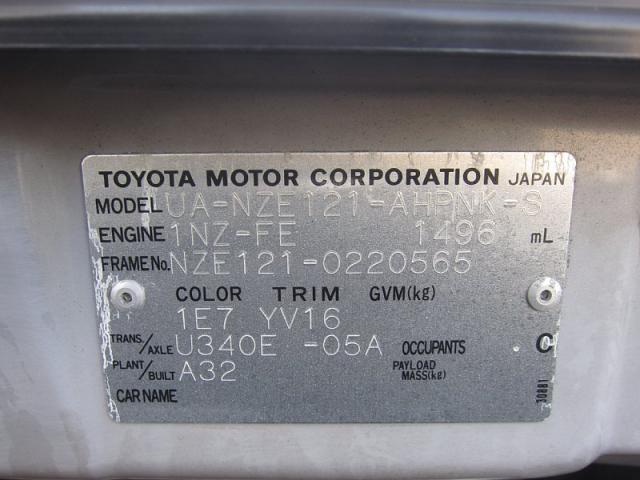 TOYOTA MOTOR CORPORATION JAPAN
MODEL UA-NZE121-AHPNK-S
ENGINE 1NZ-FE 1496 mL
FRAME No. NZE121-0220565
COLOR TRIM GVM(kg)
1E7 YV16
TRANS./AXLE U340E -05A OCCUPANTS C
PLANT/BUILT A32 PAYLOAD MASS(kg)
CAR NAME
30881